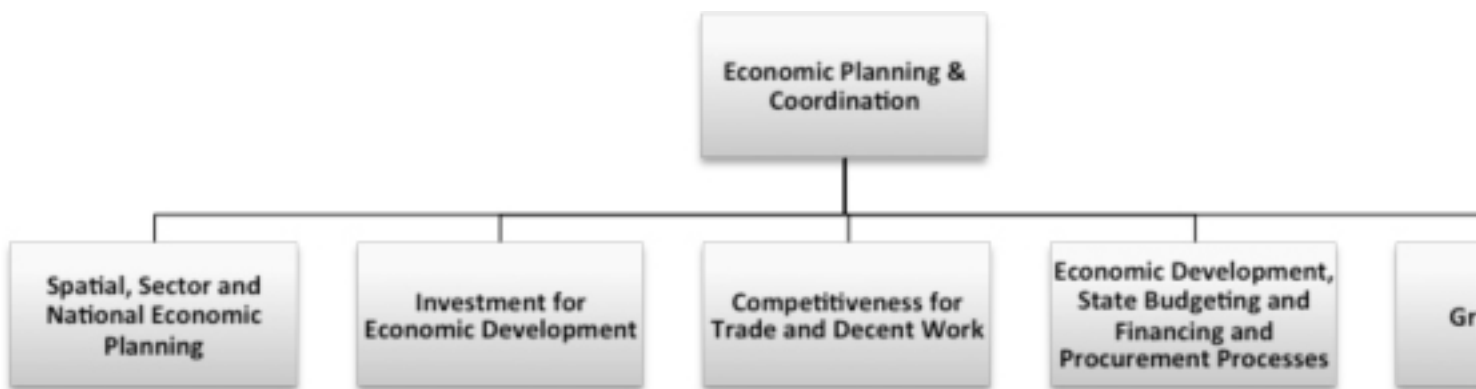 Economic Planning &
Coordination
Spatial, Sector and
National Economic
Planning
Investment for
Economic Development
Competitiveness for
Trade and Decent Work
Economic Development,
State Budgeting and
Financing and
Procurement Processes